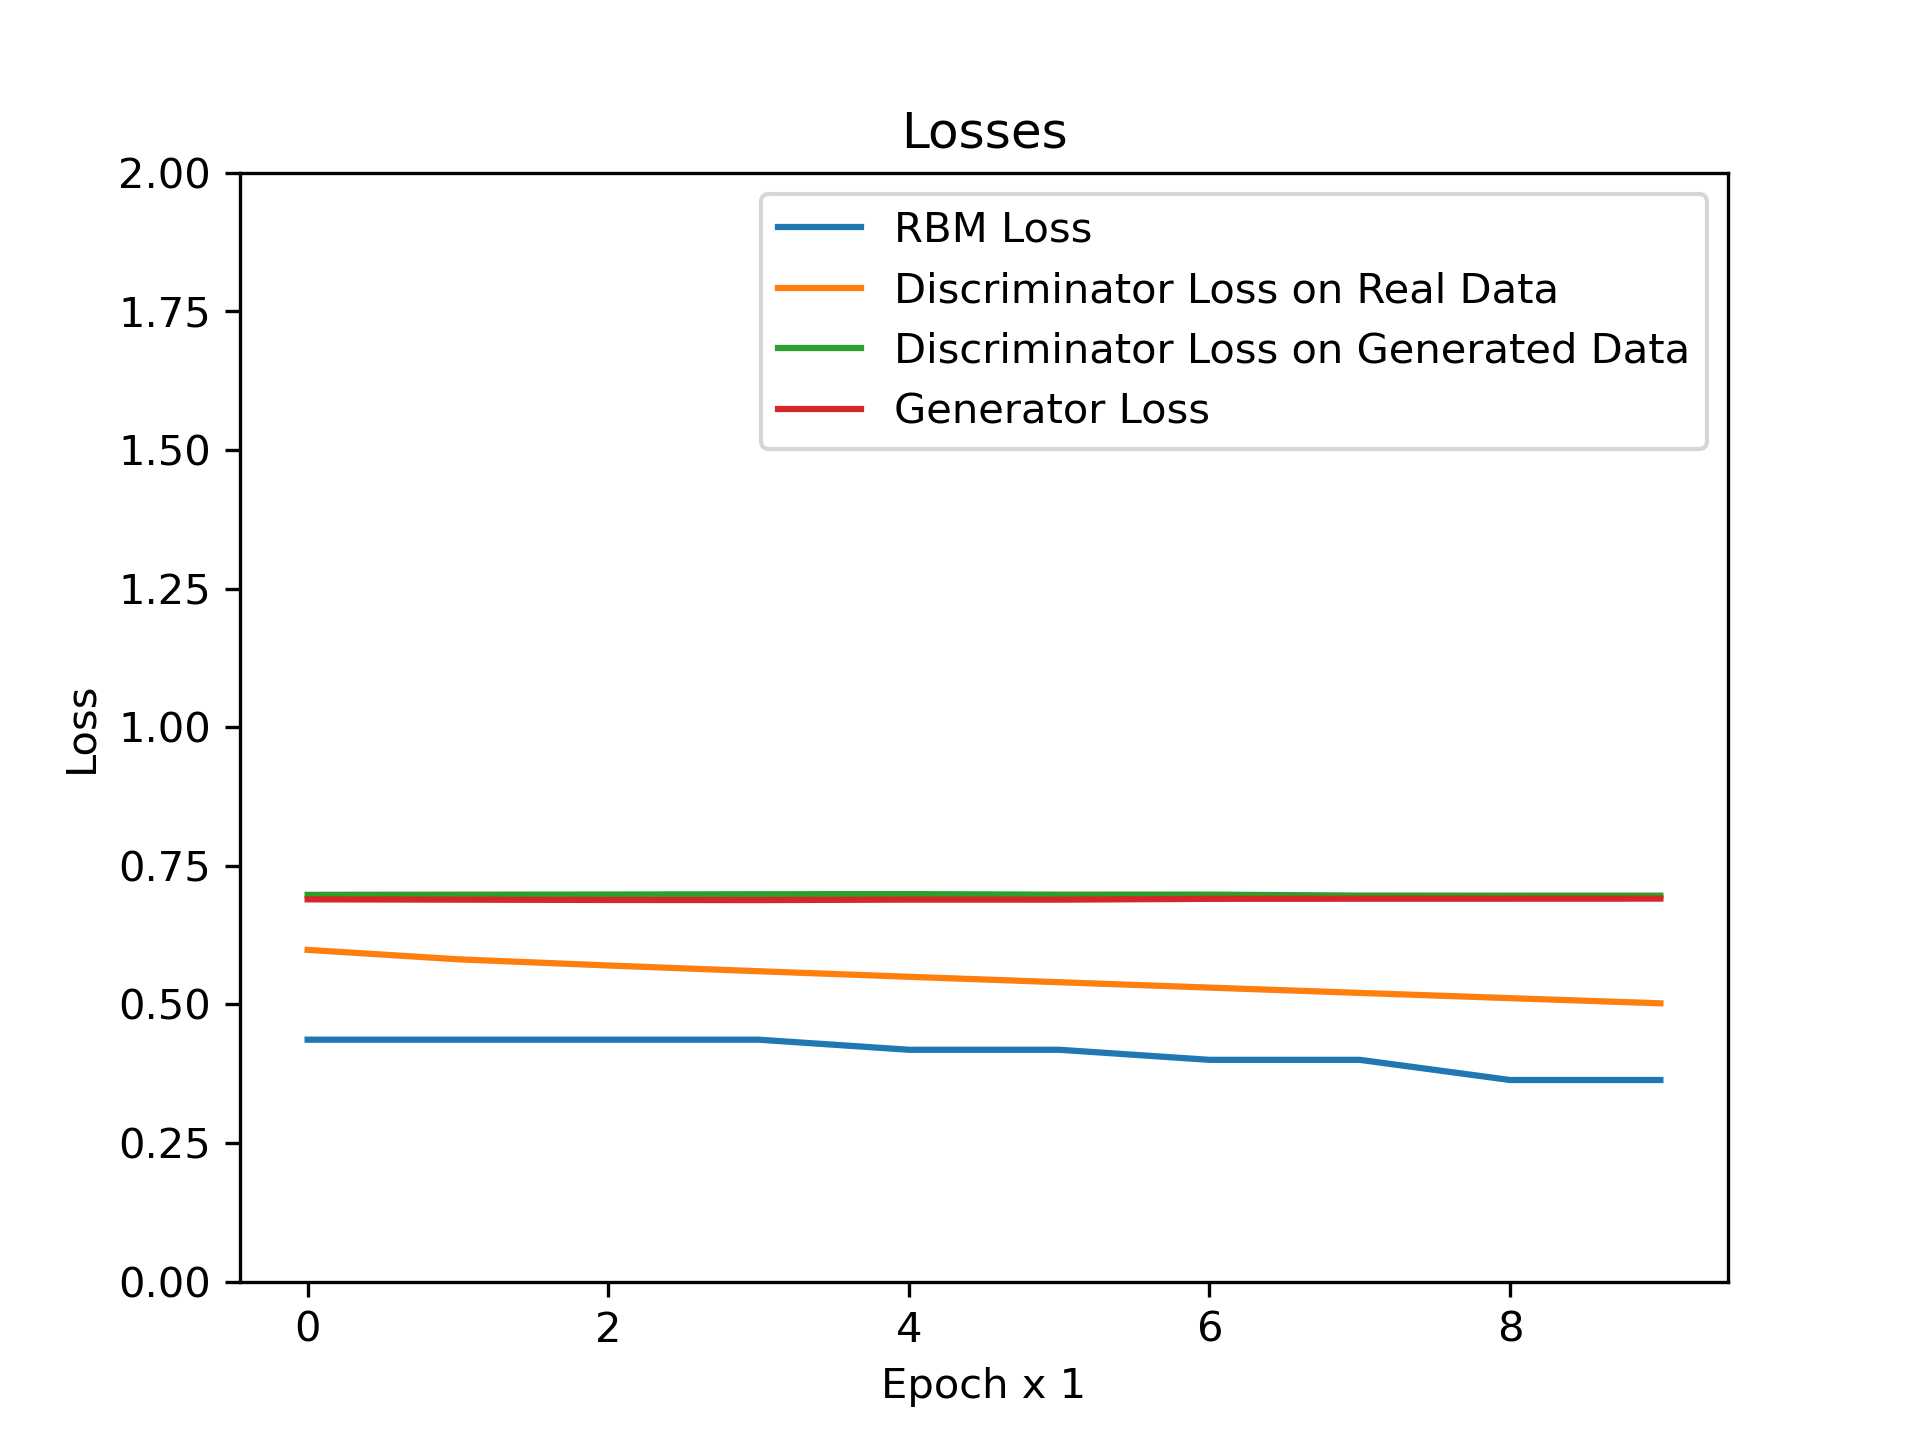 Losses
2.00
1.75
1.50
1.25
1.00
0.75
0.50
0.25
0.00
Loss
RBM Loss
Discriminator Loss on Real Data
Discriminator Loss on Generated Data
Generator Loss
0 2 4 6 8
Epoch x 1